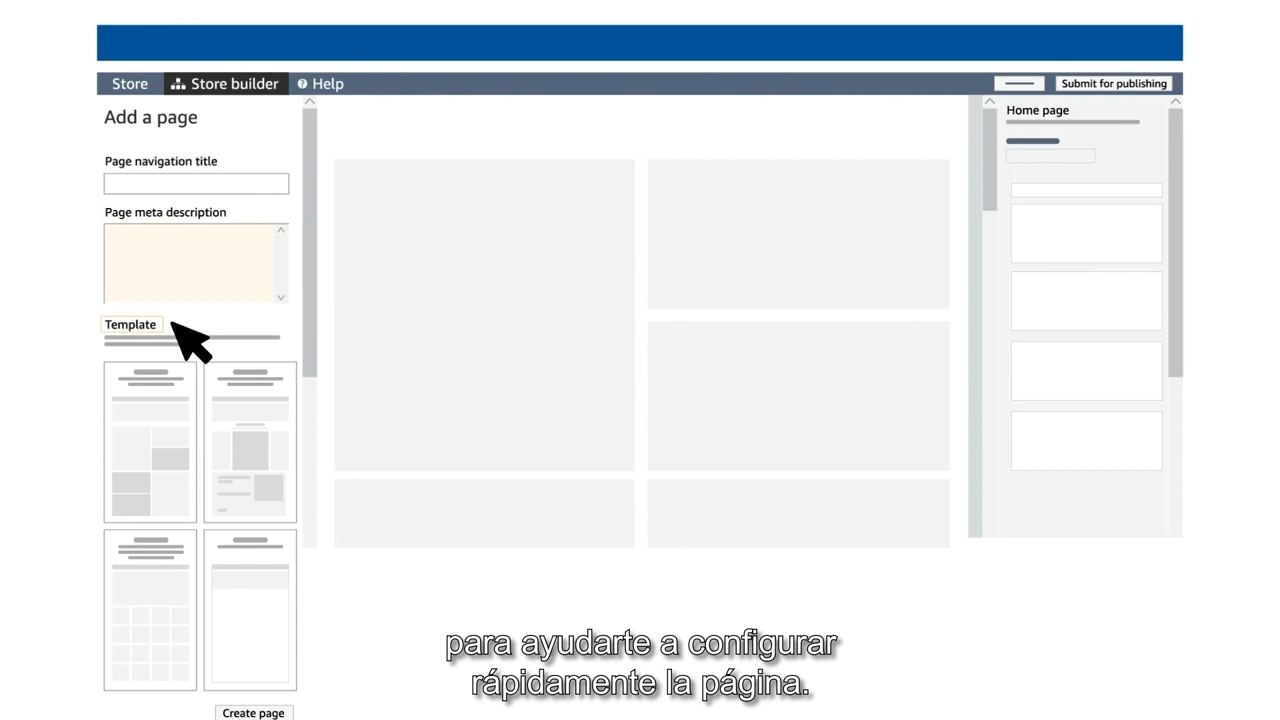 Store
Store builder
Help
Submit for publishing
Add a page
Home page
Page navigation title
Page meta description
Template
Create page
para ayudarte a configurar
rápidamente la página.